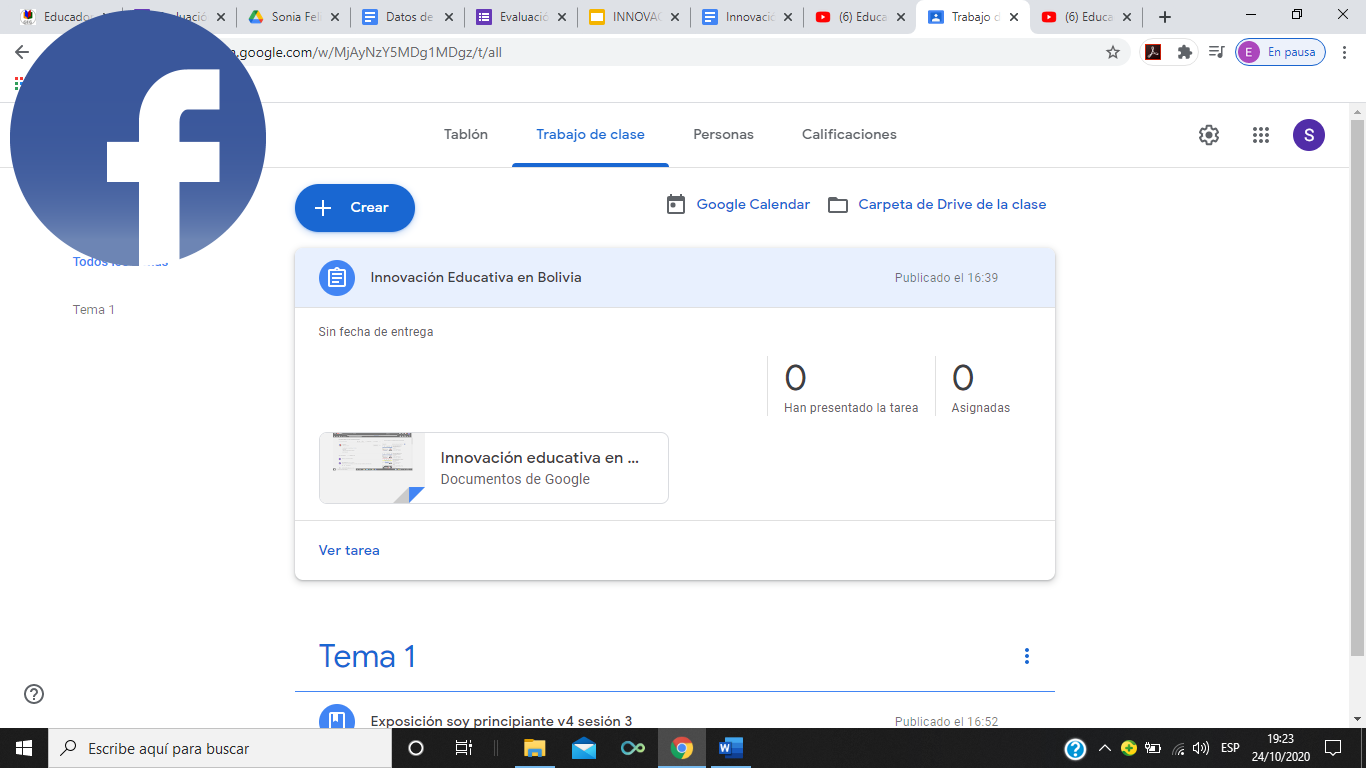 Educado
valuació
Sonia Fel
Datos de
Evaluació
INNOVAC
Innovació
(6) Educa
Trabajo d
(6) Educa
.google.com/w/MjAyNzY5MDg1MDgz/t/all
E En pausa
Tablón Trabajo de clase Personas Calificaciones
S
Crear
Google Calendar Carpeta de Drive de la clase
Tema 1
Innovación Educativa en Bolivia Publicado el 16:39
Sin fecha de entrega
0 0
Han presentado la tarea Asignadas
Innovación educativa en ...
Documentos de Google
Ver tarea
Tema 1
Exposición soy principiante v4 sesión 3 Publicado el 16:52
Escribe aquí para buscar
ESP
19:23
24/10/2020